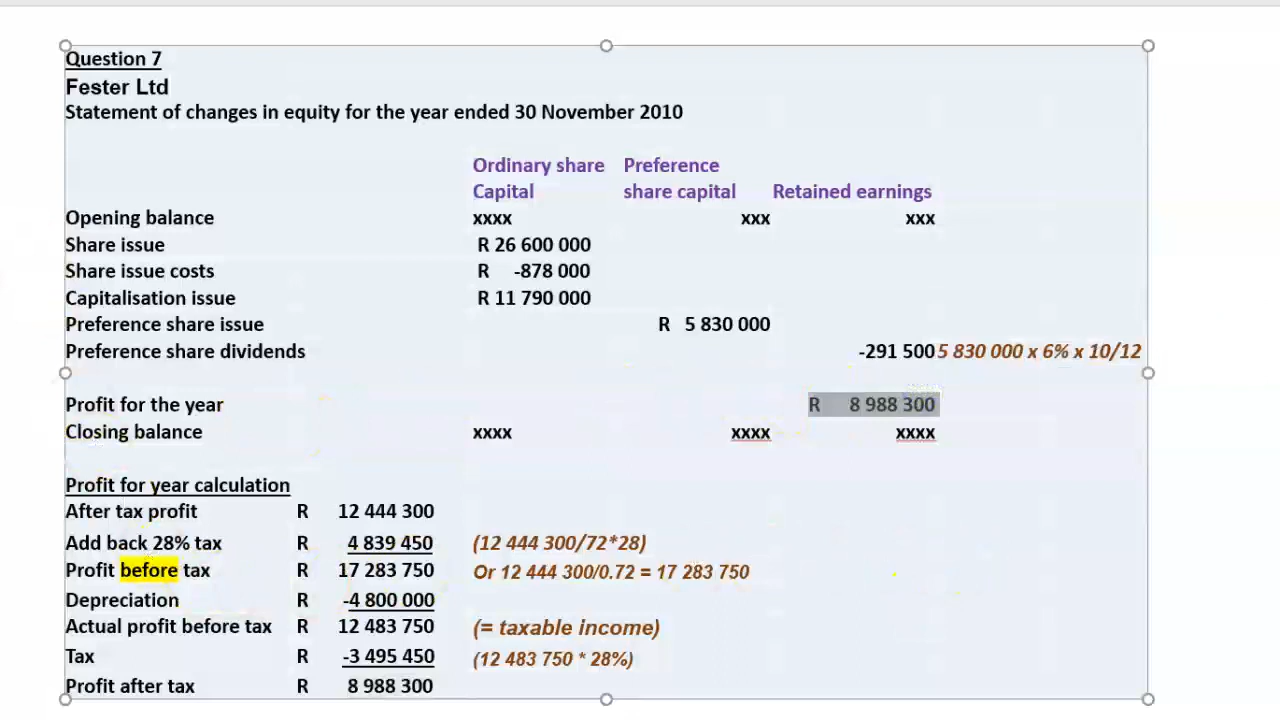 Question 7
Fester Ltd
Statement of changes in equity for the year ended 30 November 2010
Ordinary share Preference
Capital share capital Retained earnings
Opening balance xxxx xxx xxx
Share issue R 26 600 000
Share issue costs R -878 000
Capitalisation issue R 11 790 000
Preference share issue R 5 830 000
Preference share dividends -291 500 5 830 000 x 6% x 10/12
Profit for the year R 8 988 300
Closing balance xxxx xxxx xxxx
Profit for year calculation
After tax profit R 12 444 300
Add back 28% tax R 4 839 450 (12 444 300/72*28)
Profit before tax R 17 283 750 Or 12 444 300/0.72 = 17 283 750
Depreciation R -4 800 000
Actual profit before tax R 12 483 750 (= taxable income)
Tax R -3 495 450 (12 483 750 * 28%)
Profit after tax R 8 988 300